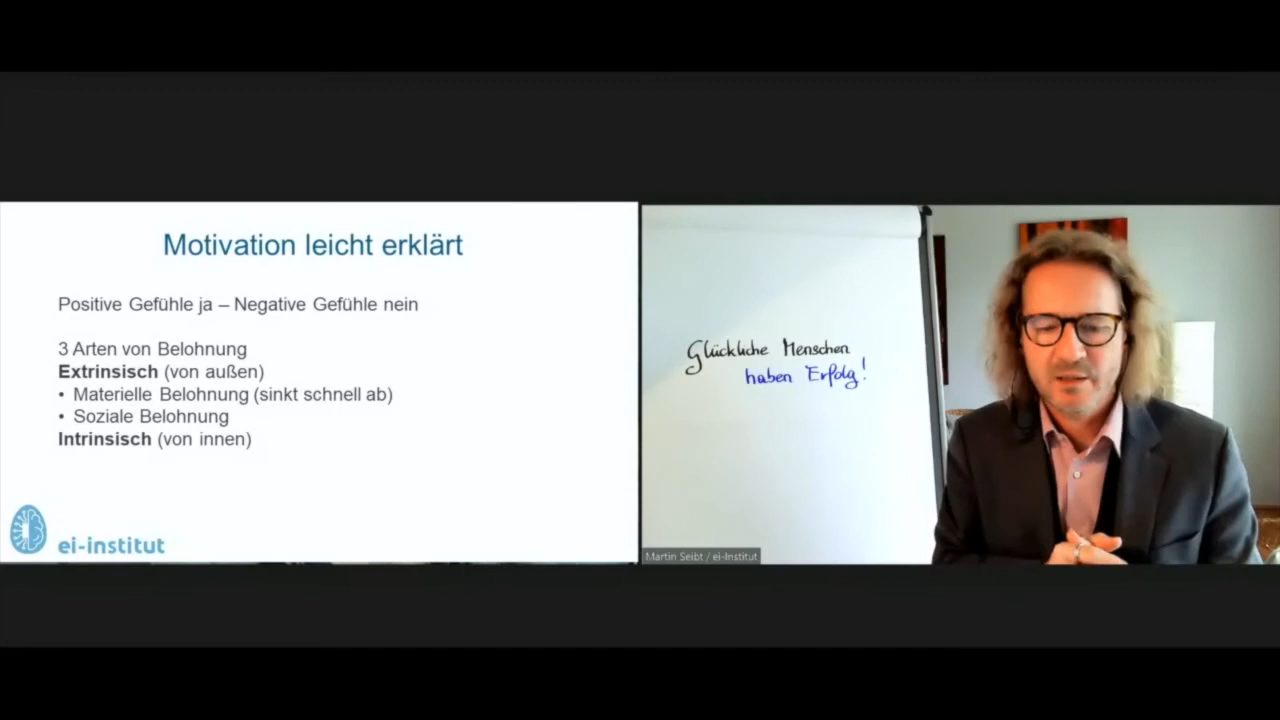 Motivation leicht erklärt
Positive Gefühle ja – Negative Gefühle nein
3 Arten von Belohnung
Extrinsisch (von außen)
• Materielle Belohnung (sinkt schnell ab)
• Soziale Belohnung
Intrinsisch (von innen)
ei-institut
Glückliche Menschen
haben Erfolg!
Martin Seibt / ei-Institut